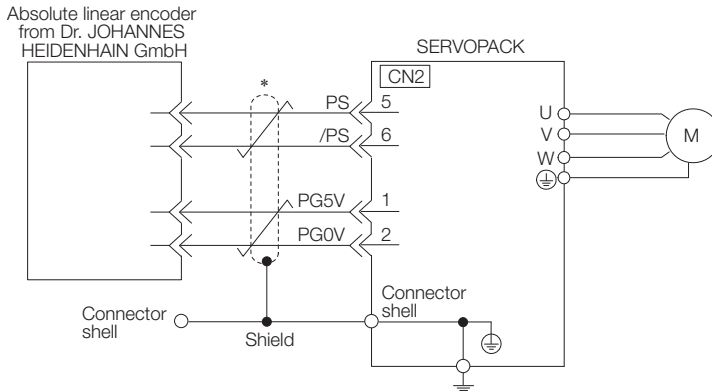 Absolute linear encoder
from Dr. JOHANNES
HEIDENHAIN GmbH
SERVOPACK
CN2
*
PS 5
/PS 6
PG5V 1
PG0V 2
U
V
W
M
Connector
shell
Shield
Connector
shell